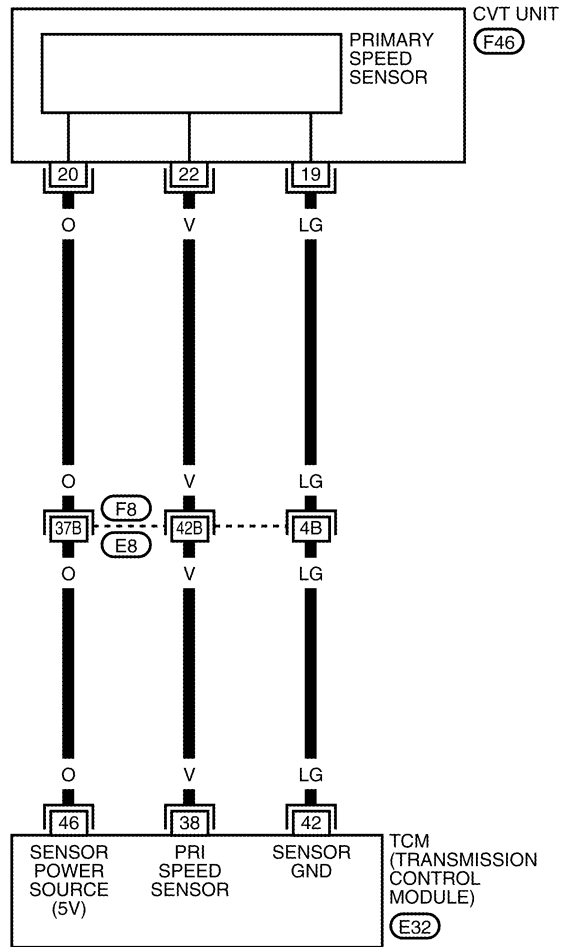 CVT UNIT
F46
PRIMARY
SPEED
SENSOR
20 22 19
O V LG
O V LG
F8
37B 42B 4B
E8
O V LG
O V LG
46 38 42
SENSOR
POWER
SOURCE
(5V)
PRI
SPEED
SENSOR
SENSOR
GND
TCM
(TRANSMISSION
CONTROL
MODULE)
E32